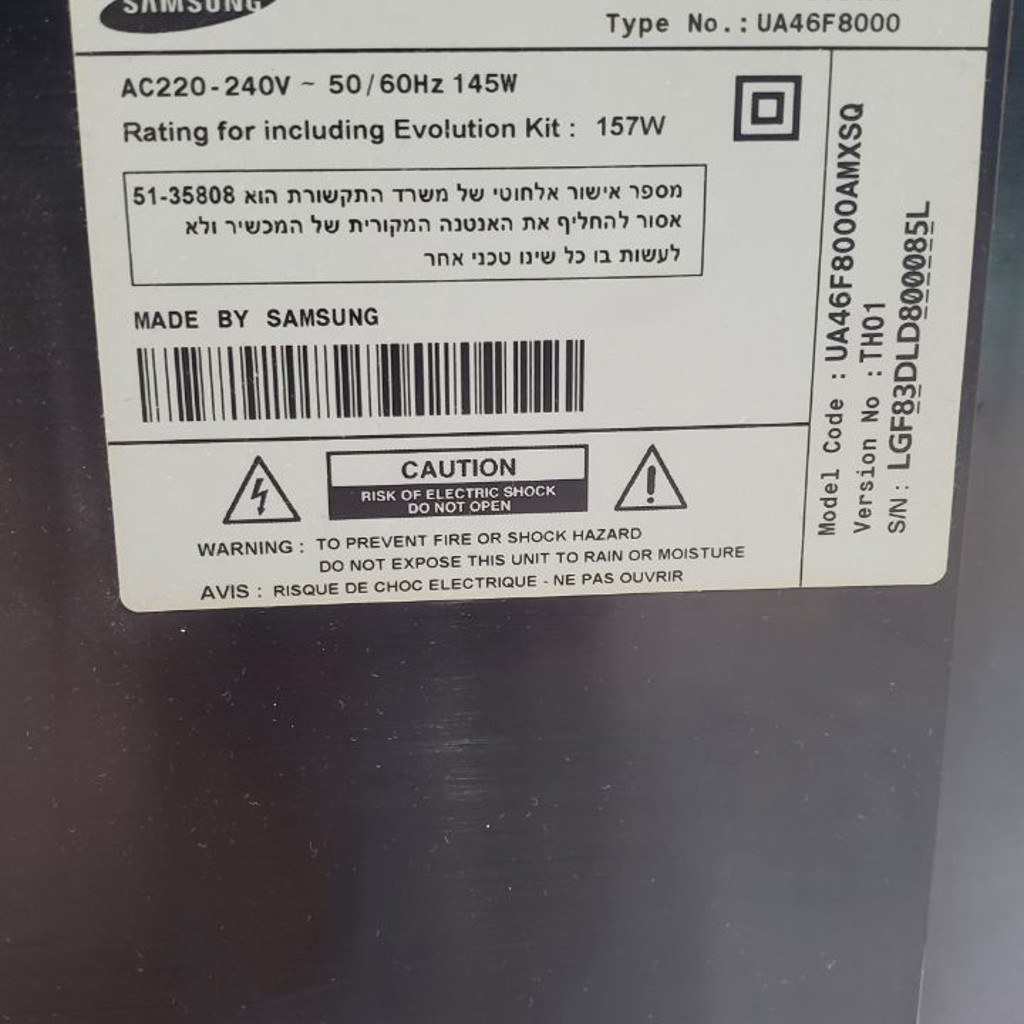 SAMSUNG
Type No.: UA46F8000
AC220-240V ~ 50/60Hz 145W
Rating for including Evolution Kit : 157W
מספר אישור אלחוטי של משרד התקשורת הוא 51-35808
אסור להחליף את האנטנה המקורית של המכשיר ולא
לעשות בו כל שינו טכני אחר
MADE BY SAMSUNG
CAUTION
RISK OF ELECTRIC SHOCK
DO NOT OPEN
WARNING : TO PREVENT FIRE OR SHOCK HAZARD
DO NOT EXPOSE THIS UNIT TO RAIN OR MOISTURE
AVIS : RISQUE DE CHOC ELECTRIQUE - NE PAS OUVRIR
Model Code : UA46F8000AMXSQ
Version No : TH01
S/N : LGF83DLD800085L